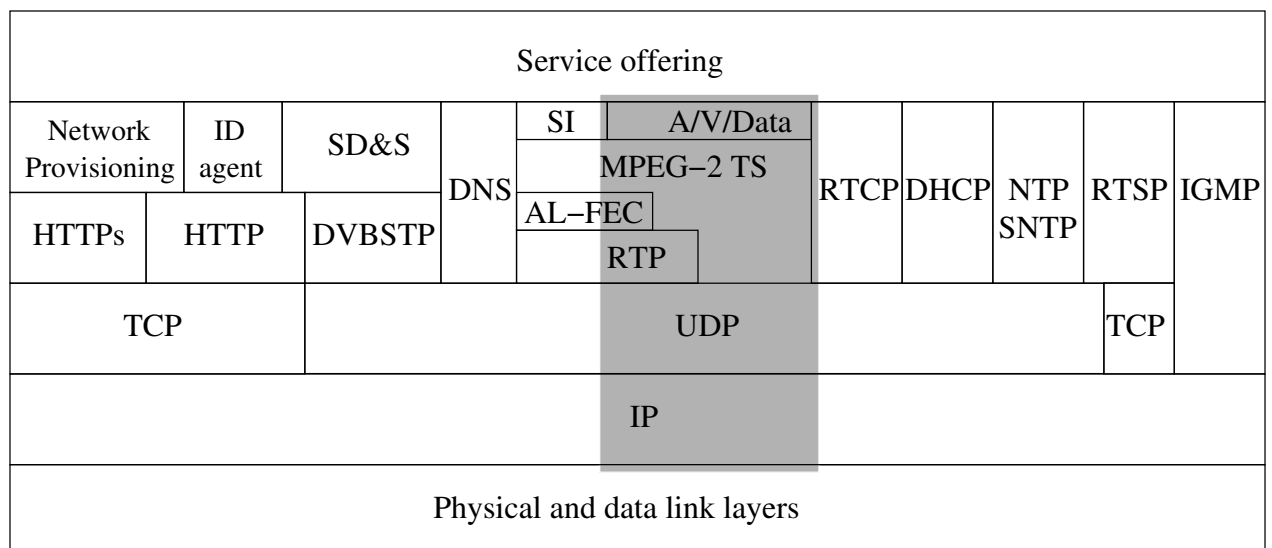 Service offering
Network
Provisioning
ID
agent
SD&S
DNS
SI
A/V/Data
MPEG−2 TS
AL−FEC
RTP
RTCP
DHCP
NTP
SNTP
RTSP
IGMP
HTTPs
HTTP
DVBSTP
TCP
UDP
TCP
IP
Physical and data link layers